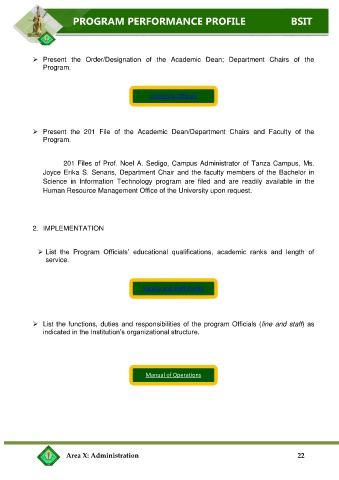 PROGRAM PERFORMANCE PROFILE BSIT
➢ Present the Order/Designation of the Academic Dean; Department Chairs of the
Program.
➢ Present the 201 File of the Academic Dean/Department Chairs and Faculty of the
Program.
201 Files of Prof. Noel A. Sedigo, Campus Administrator of Tanza Campus, Ms.
Joyce Erika S. Senaris, Department Chair and the faculty members of the Bachelor in
Science in Information Technology program are filed and are readily available in the
Human Resource Management Office of the University upon request.
2. IMPLEMENTATION
➢ List the Program Officials' educational qualifications, academic ranks and length of
service.
➢ List the functions, duties and responsibilities of the program Officials (line and staff) as
indicated in the Institution's organizational structure.
Manual of Operations
Area X: Administration 22